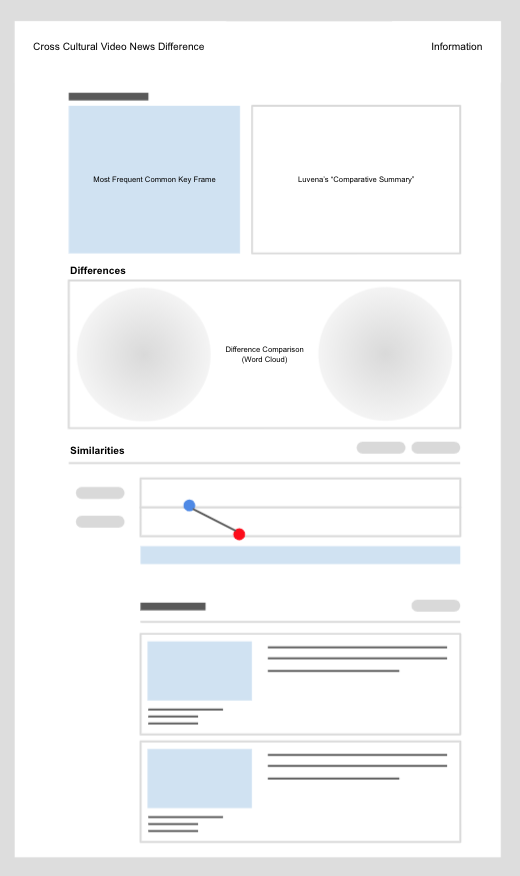 Cross Cultural Video News Difference
Information
Most Frequent Common Key Frame
Luvena's "Comparative Summary"
Differences
Difference Comparison
(Word Cloud)
Similarities